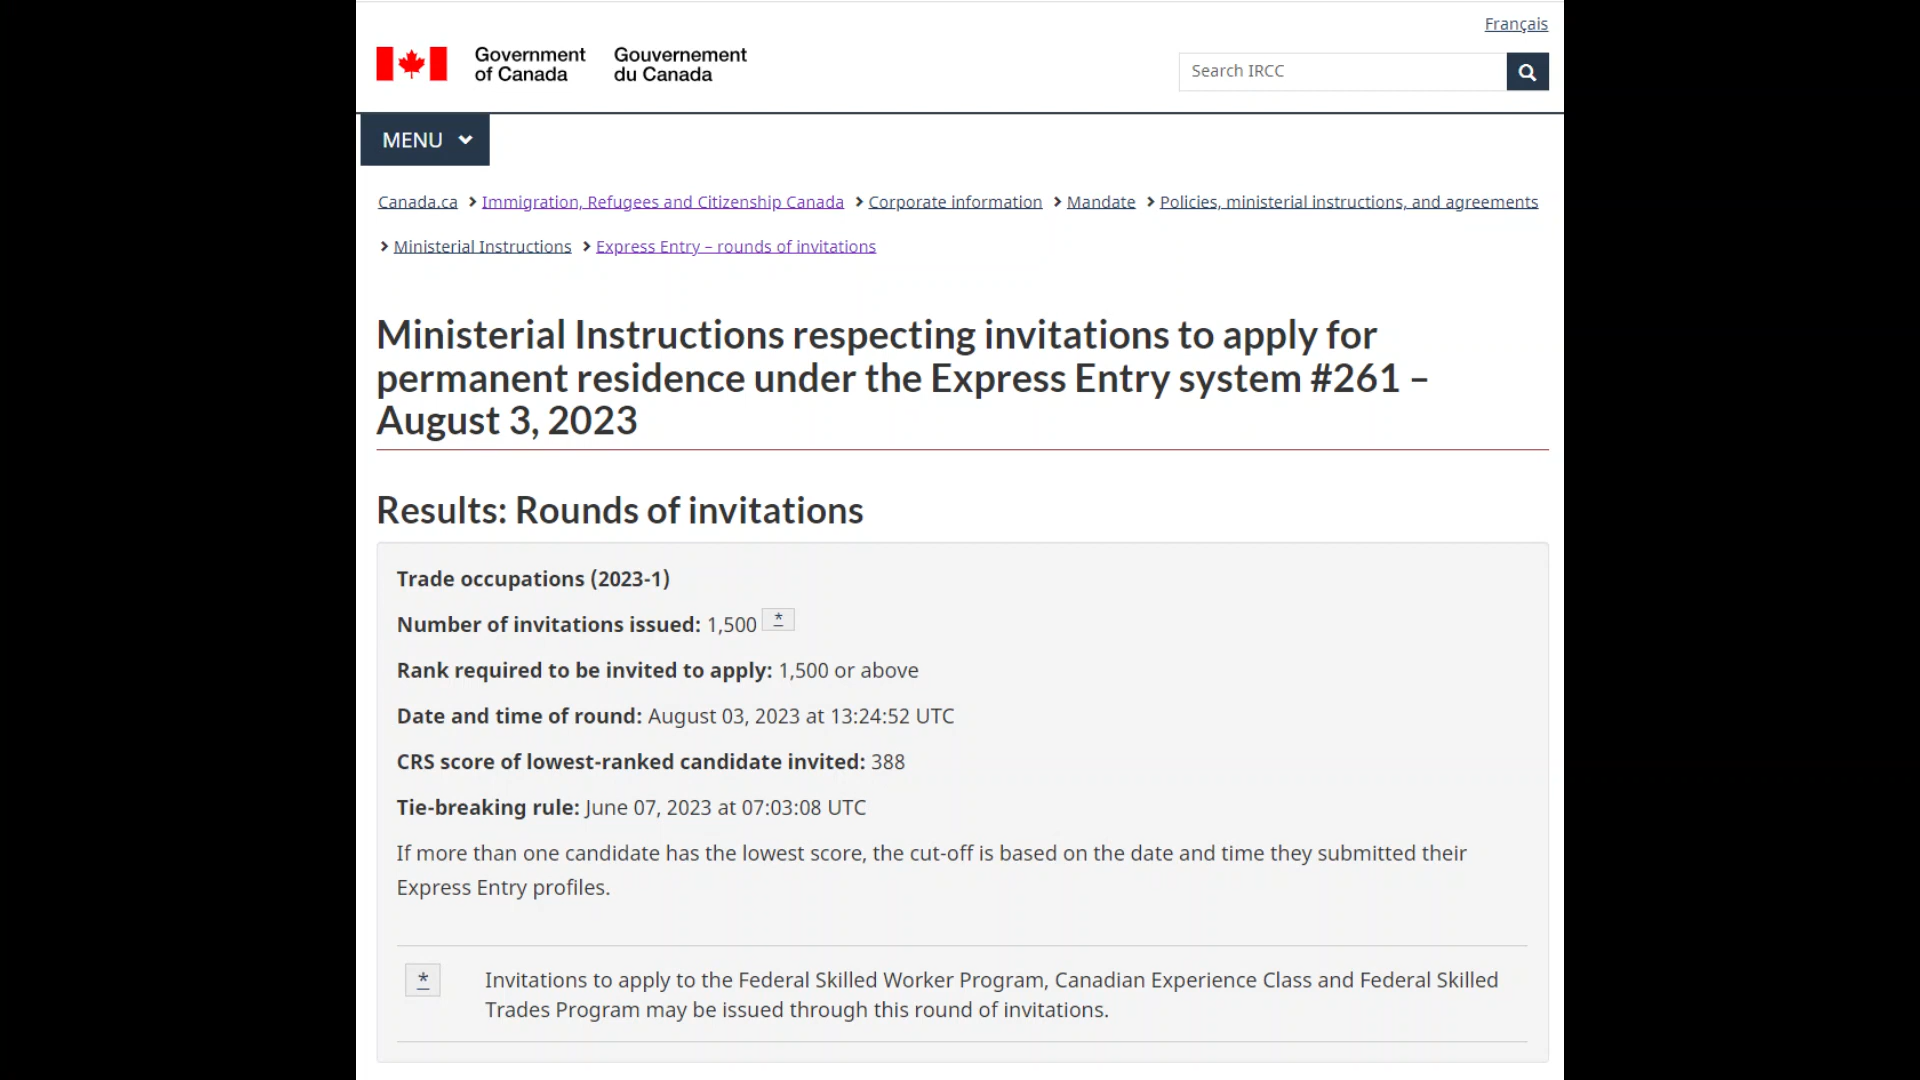 Français
Government
of Canada
Gouvernement
du Canada
Search IRCC
MENU
Canada.ca > Immigration, Refugees and Citizenship Canada > Corporate information > Mandate > Policies, ministerial instructions, and agreements
> Ministerial Instructions > Express Entry – rounds of invitations
Ministerial Instructions respecting invitations to apply for
permanent residence under the Express Entry system #261 –
August 3, 2023
Results: Rounds of invitations
Trade occupations (2023-1)
Number of invitations issued: 1,500 *
Rank required to be invited to apply: 1,500 or above
Date and time of round: August 03, 2023 at 13:24:52 UTC
CRS score of lowest-ranked candidate invited: 388
Tie-breaking rule: June 07, 2023 at 07:03:08 UTC
If more than one candidate has the lowest score, the cut-off is based on the date and time they submitted their
Express Entry profiles.
* Invitations to apply to the Federal Skilled Worker Program, Canadian Experience Class and Federal Skilled
Trades Program may be issued through this round of invitations.